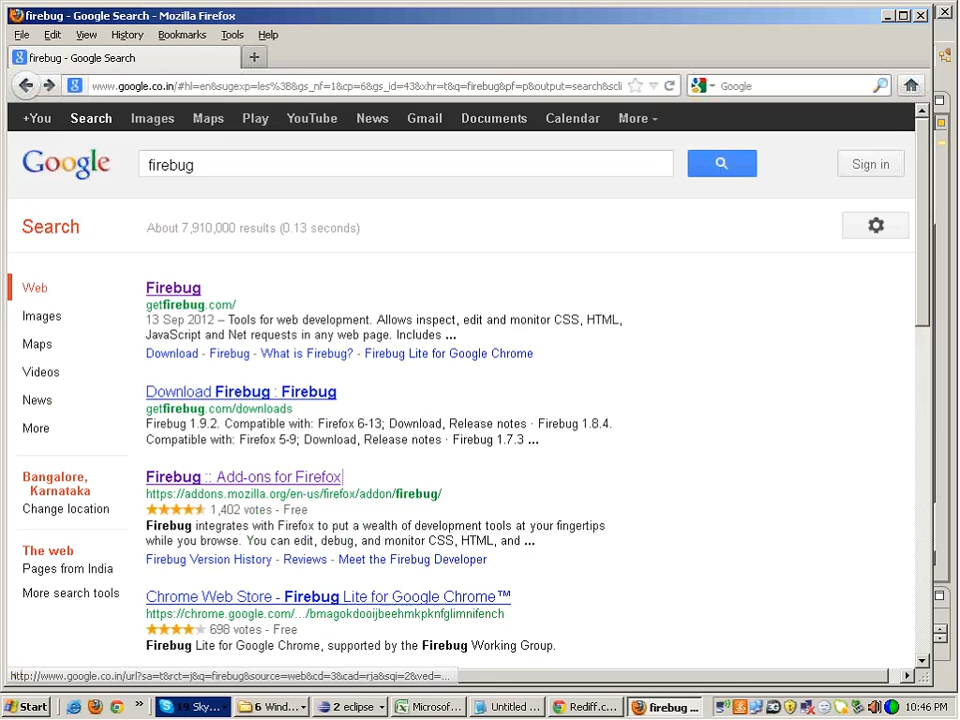 firebug - Google Search - Mozilla Firefox
File Edit View History Bookmarks Tools Help
firebug - Google Search
www.google.co.in/#hl=en&sugexp=les%3B&gs_nf=1&cp=6&gs_id=43&xhr=t&q=firebug&pf=p&output=search&scli
Google
+You Search Images Maps Play YouTube News Gmail Documents Calendar More
Google
firebug
Sign in
Search
About 7,910,000 results (0.13 seconds)
Web
Images
Maps
Videos
News
More
Bangalore,
Karnataka
Change location
The web
Pages from India
More search tools
Firebug
getfirebug.com/
13 Sep 2012 – Tools for web development. Allows inspect, edit and monitor CSS, HTML,
JavaScript and Net requests in any web page. Includes ...
Download - Firebug - What is Firebug? - Firebug Lite for Google Chrome
Download Firebug : Firebug
getfirebug.com/downloads
Firebug 1.9.2. Compatible with: Firefox 6-13; Download, Release notes · Firebug 1.8.4.
Compatible with: Firefox 5-9; Download, Release notes · Firebug 1.7.3 ...
Firebug :: Add-ons for Firefox
https://addons.mozilla.org/en-us/firefox/addon/firebug/
1,402 votes - Free
Firebug integrates with Firefox to put a wealth of development tools at your fingertips
while you browse. You can edit, debug, and monitor CSS, HTML, and ...
Firebug Version History - Reviews - Meet the Firebug Developer
Chrome Web Store - Firebug Lite for Google Chrome™
https://chrome.google.com/.../bmagokdooijbeehmkpknfglimnifench
698 votes - Free
Firebug Lite for Google Chrome, supported by the Firebug Working Group.
http://www.google.co.in/url?sa=t&rct=j&q=firebug&source=web&cd=3&cad=rja&sqi=2&ved=...
Start
19 Sky...
6 Wind...
2 eclipse
Microsof...
Untitled ...
Rediff.c...
firebug ...
10:46 PM